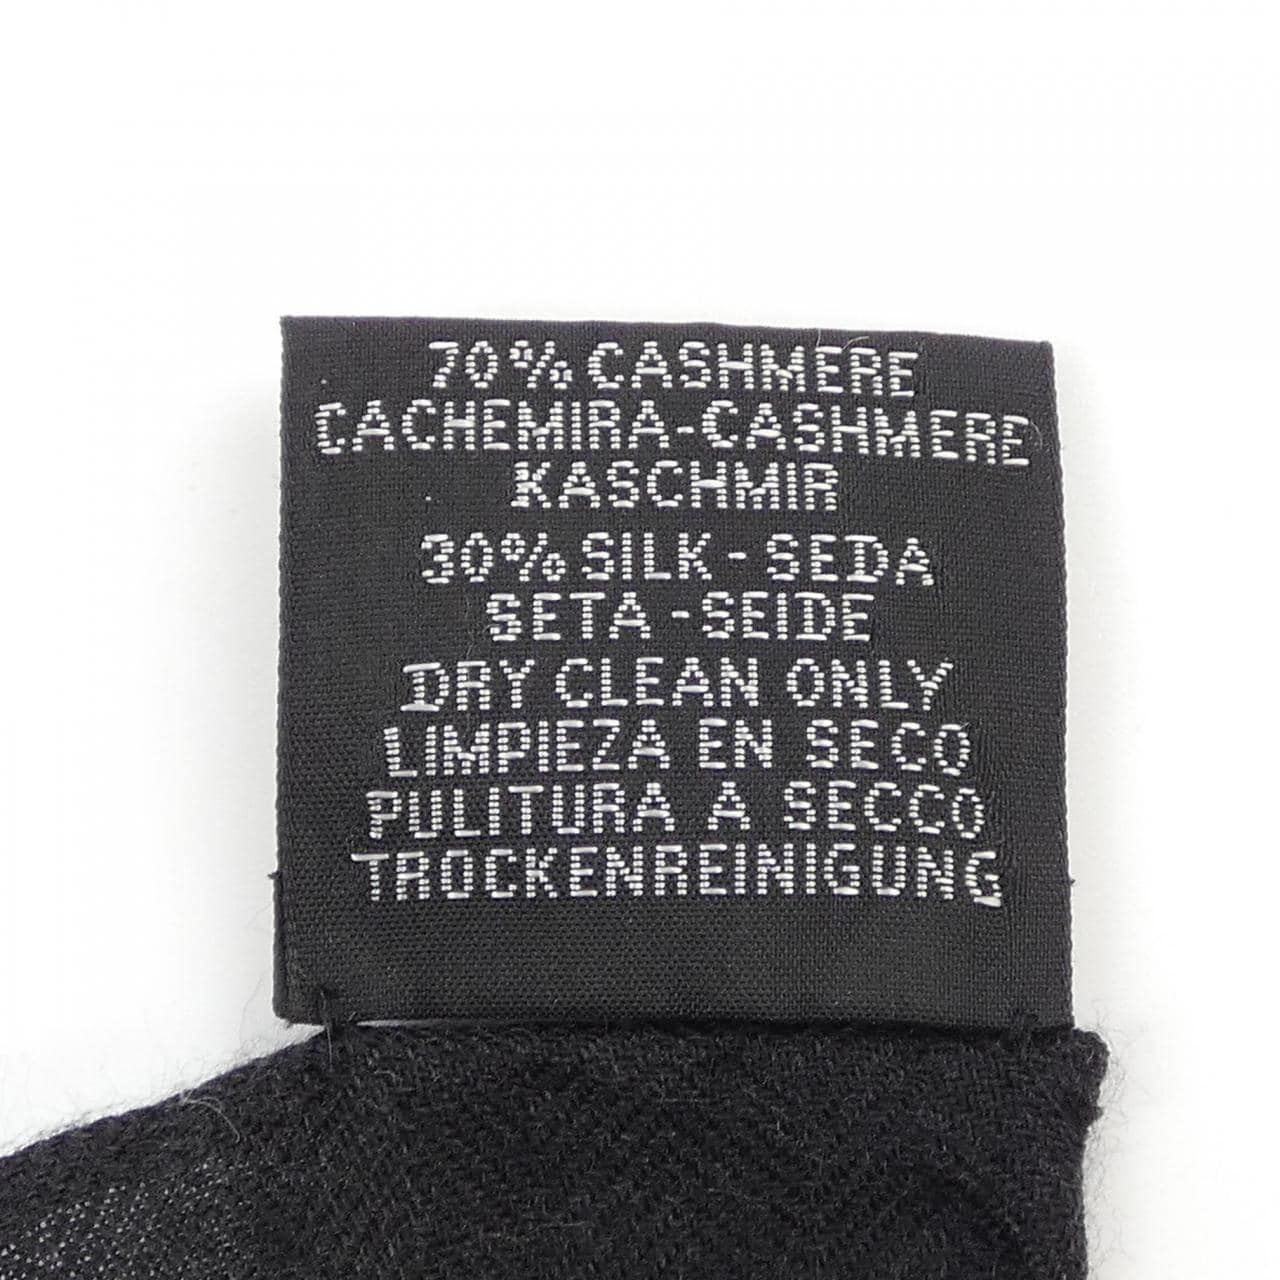 70% CASHMERE
CACHEMIRA-CASHMERE
KASCHMIR
30% SILK - SEDA
SETA - SEIDE
DRY CLEAN ONLY
LIMPIEZA EN SECO
PULITURA A SECCO
TROCKENREINIGUNG